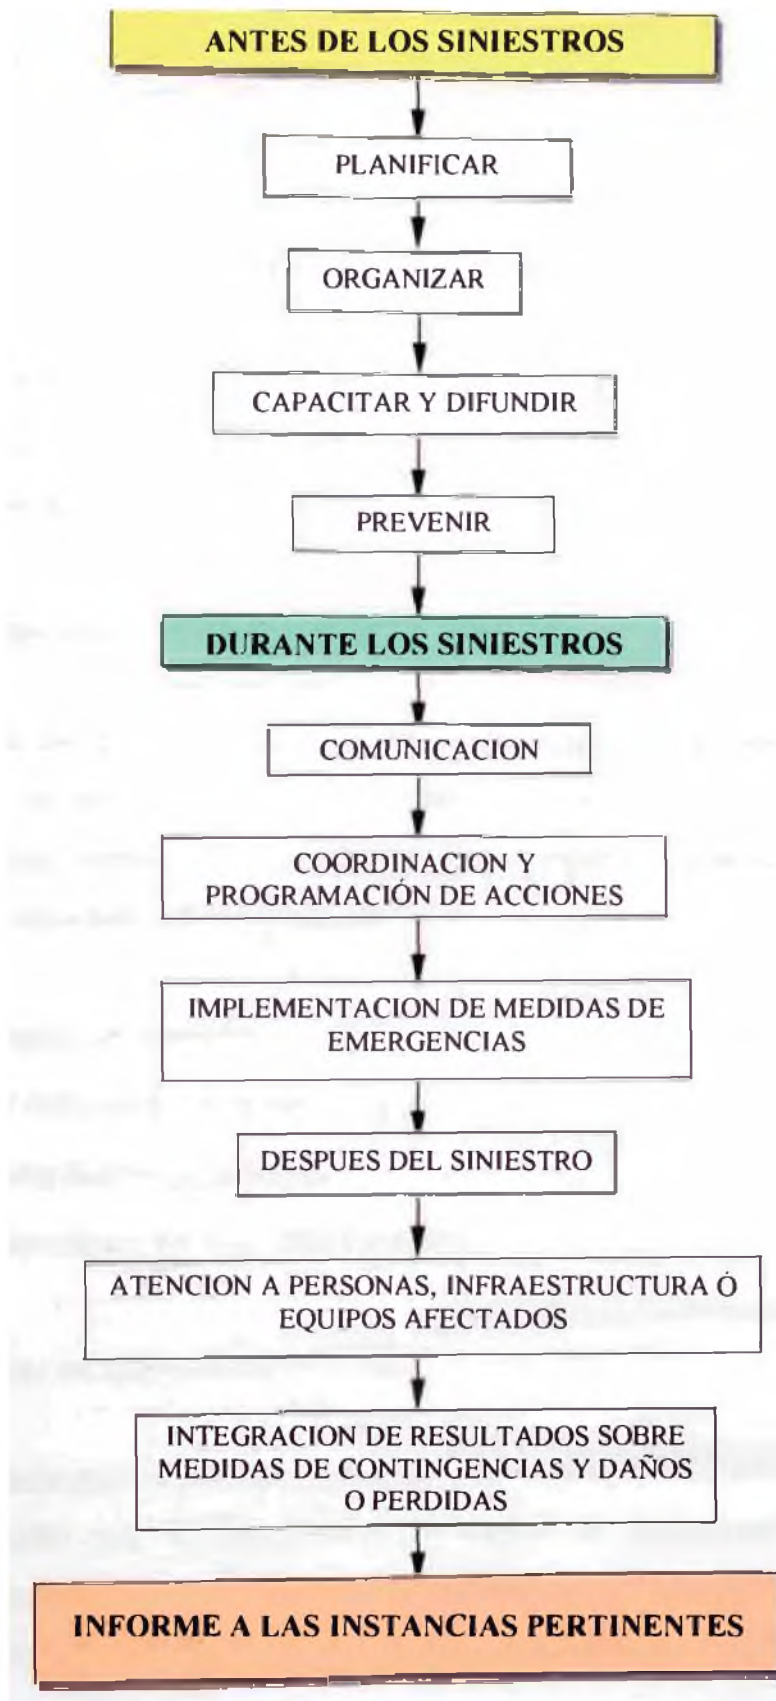 ANTES DE LOS SINIESTROS
PLANIFICAR
ORGANIZAR
CAPACITAR Y DIFUNDIR
PREVENIR
DURANTE LOS SINIESTROS
COMUNICACION
COORDINACION Y
PROGRAMACIÓN DE ACCIONES
IMPLEMENTACION DE MEDIDAS DE
EMERGENCIAS
DESPUES DEL SINIESTRO
ATENCION A PERSONAS, INFRAESTRUCTURA Ó
EQUIPOS AFECTADOS
INTEGRACION DE RESULTADOS SOBRE
MEDIDAS DE CONTINGENCIAS Y DAÑOS
O PERDIDAS
INFORME A LAS INSTANCIAS PERTINENTES